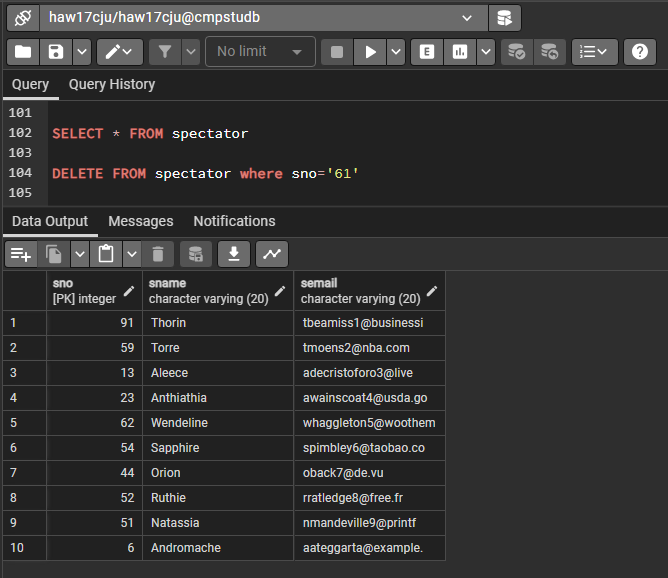 haw17cju/haw17cju@cmpstudb
No limit
E
Query Query History
101
102 SELECT * FROM spectator
103
104 DELETE FROM spectator where sno='61'
105
Data Output Messages Notifications
sno sname semail
[PK] integer character varying (20) character varying (20)
1 91 Thorin tbeamiss1@businessi
2 59 Torre tmoens2@nba.com
3 13 Aleece adecristoforo3@live
4 23 Anthiathia awainscoat4@usda.go
5 62 Wendeline whaggleton5@woothem
6 54 Sapphire spimbley6@taobao.co
7 44 Orion oback7@de.vu
8 52 Ruthie rratledge8@free.fr
9 51 Natassia nmandeville9@printf
10 6 Andromache aateggarta@example.